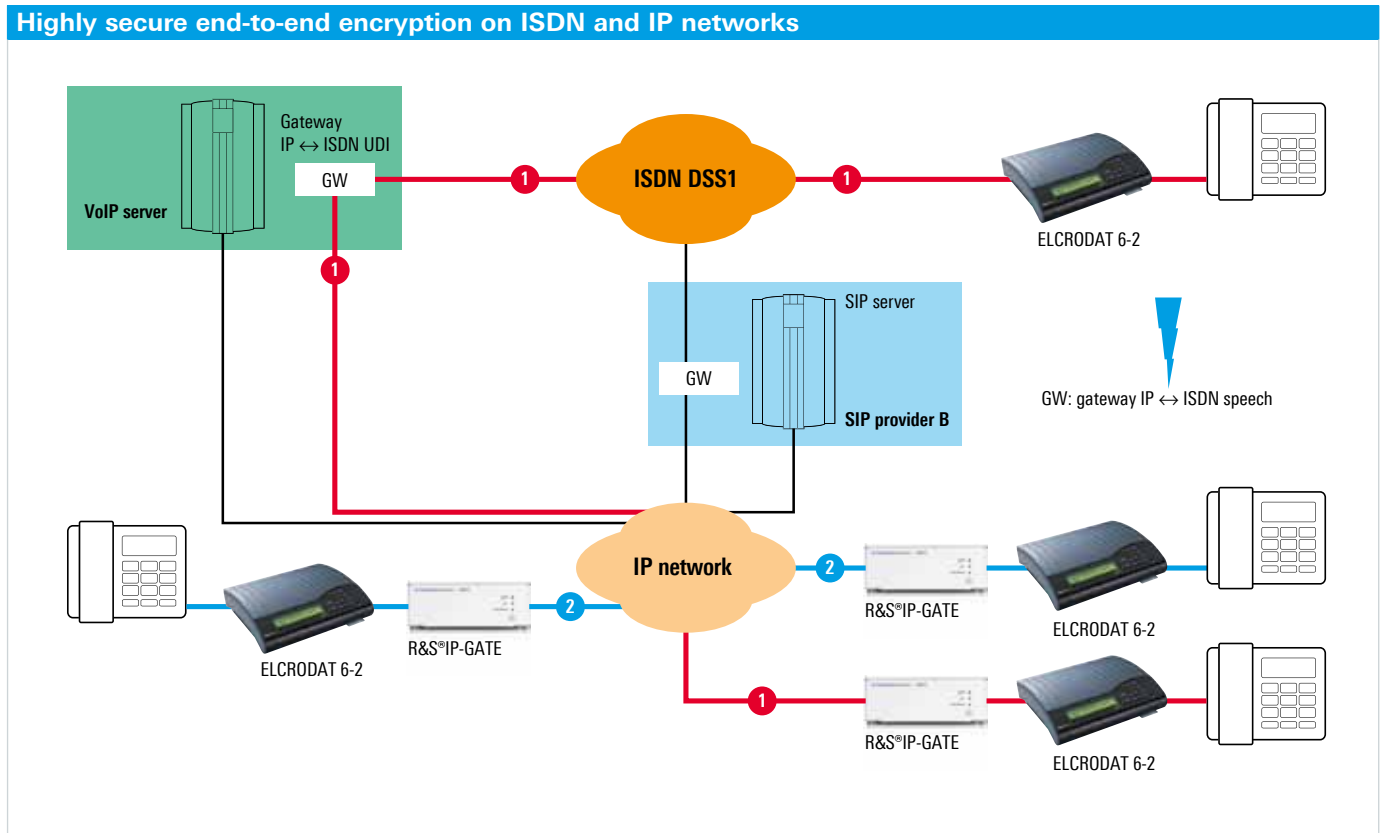 Highly secure end-to-end encryption on ISDN and IP networks
Gateway
IP ↔ ISDN UDI
GW
VoIP server
1
ISDN DSS1
1
ELCRODAT 6-2
1
SIP server
GW
SIP provider B
GW: gateway IP ↔ ISDN speech
IP network
2
R&S®IP-GATE
ELCRODAT 6-2
2
R&S®IP-GATE
ELCRODAT 6-2
1
R&S®IP-GATE
ELCRODAT 6-2